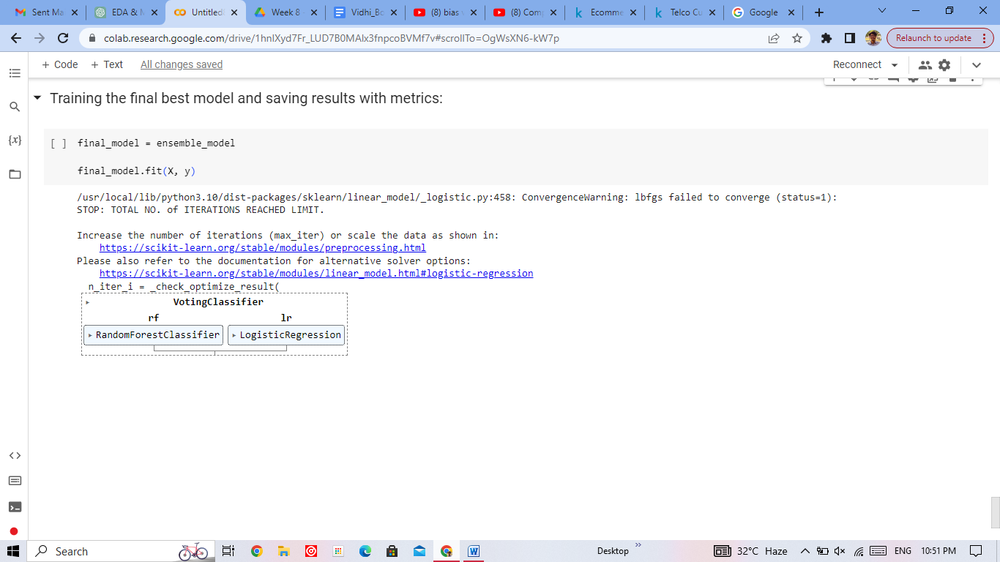 Sent Ma
EDA & M
Untitled
Week 8
Vidhi_Bo
(8) bias v
(8) Com
Ecomme
Telco Cu
Google
colab.research.google.com/drive/1hnlXyd7Fr_LUD7B0MAlx3fnpcoBVMf7v#scrollTo=OgWsXN6-kW7p
Relaunch to update
+ Code + Text All changes saved
Reconnect
Training the final best model and saving results with metrics:
{x}
[ ] final_model = ensemble_model
final_model.fit(X, y)
/usr/local/lib/python3.10/dist-packages/sklearn/linear_model/_logistic.py:458: ConvergenceWarning: lbfgs failed to converge (status=1):
STOP: TOTAL NO. of ITERATIONS REACHED LIMIT.
Increase the number of iterations (max_iter) or scale the data as shown in:
https://scikit-learn.org/stable/modules/preprocessing.html
Please also refer to the documentation for alternative solver options:
https://scikit-learn.org/stable/modules/linear_model.html#logistic-regression
n_iter_i = _check_optimize_result(
VotingClassifier
rf lr
RandomForestClassifier LogisticRegression
Search
Desktop
32°C Haze
ENG
10:51 PM